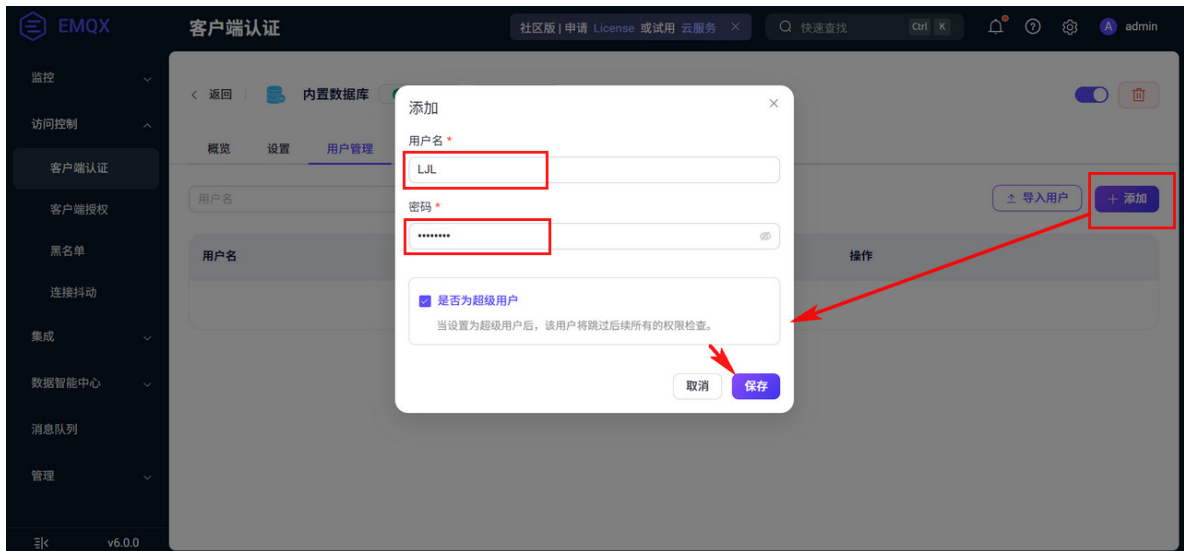 EMQX
客户端认证
社区版 | 申请 License 或试用 云服务
快速查找
Ctrl K
A admin
监控
访问控制
客户端认证
客户端授权
黑名单
连接抖动
集成
数据智能中心
消息队列
管理
v6.0.0
返回
内置数据库
概览 设置 用户管理
用户名
导入用户
+ 添加
用户名 操作
添加
用户名 *
LJL
密码 *
••••••••
是否为超级用户
当设置为超级用户后，该用户将跳过后续所有的权限检查。
取消 保存